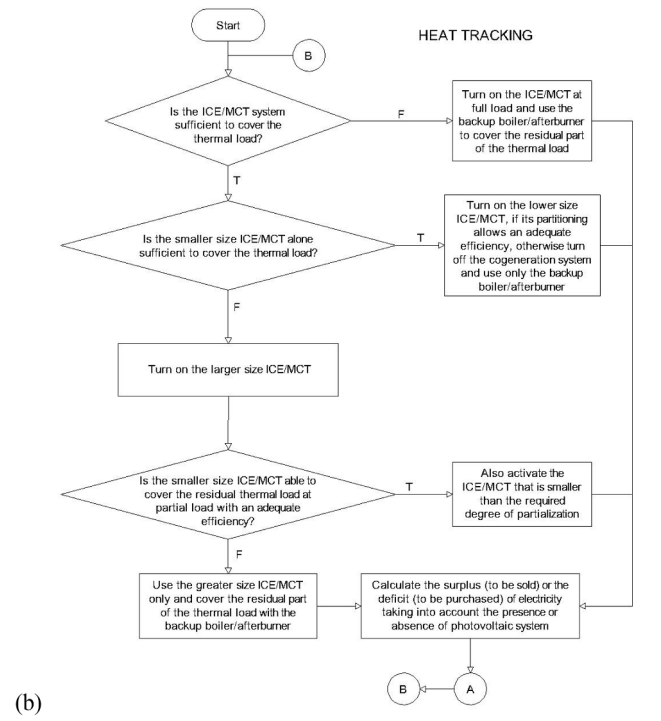 Start
HEAT TRACKING
B
Is the ICE/MCT system
sufficient to cover the
thermal load?
F
Turn on the ICE/MCT at
full load and use the
backup boiler/afterburner
to cover the residual part
of the thermal load
T
Is the smaller size ICE/MCT alone
sufficient to cover the thermal load?
T
Turn on the lower size
ICE/MCT, if its partitioning
allows an adequate
efficiency, otherwise turn
off the cogeneration system
and use only the backup
boiler/afterburner
F
Turn on the larger size ICE/MCT
Is the smaller size ICE/MCT able to
cover the residual thermal load at
partial load with an adequate
efficiency?
T
Also activate the
ICE/MCT that is smaller
than the required
degree of partialization
F
Use the greater size ICE/MCT
only and cover the residual part
of the thermal load with the
backup boiler/afterburner
Calculate the surplus (to be sold) or the
deficit (to be purchased) of electricity
taking into account the presence or
absence of photovoltaic system
B
A
(b)